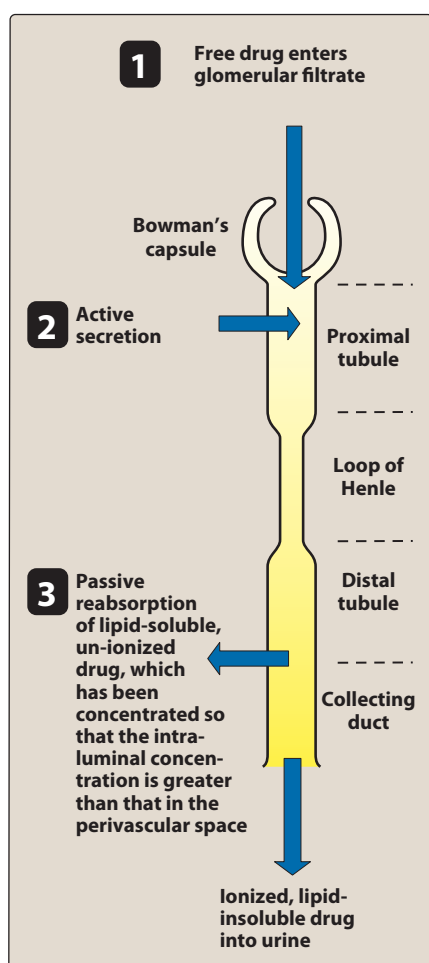 1
Free drug enters
glomerular filtrate
Bowman's
capsule
2
Active
secretion
Proximal
tubule
Loop of
Henle
3
Passive
reabsorption
of lipid-soluble,
un-ionized
drug, which
has been
concentrated so
that the intra-
luminal concen-
tration is greater
than that in the
perivascular space
Distal
tubule
Collecting
duct
Ionized, lipid-
insoluble drug
into urine